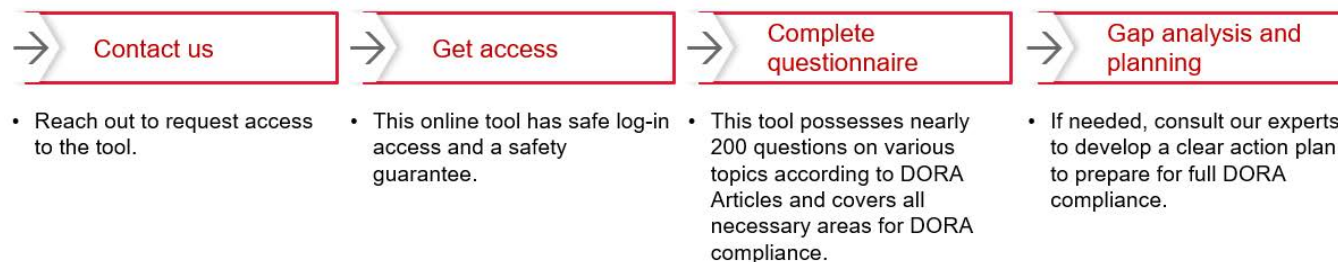 Contact us
Get access
Complete
questionnaire
Gap analysis and
planning
• Reach out to request access
to the tool.
• This online tool has safe log-in
access and a safety
guarantee.
• This tool possesses nearly
200 questions on various
topics according to DORA
Articles and covers all
necessary areas for DORA
compliance.
• If needed, consult our experts
to develop a clear action plan
to prepare for full DORA
compliance.